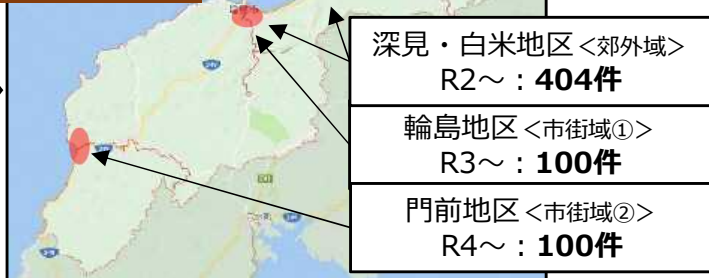 深見・白米地区<郊外域>
R2～：404件
輪島地区<市街域①>
R3～：100件
門前地区<市街域②>
R4～：100件
249